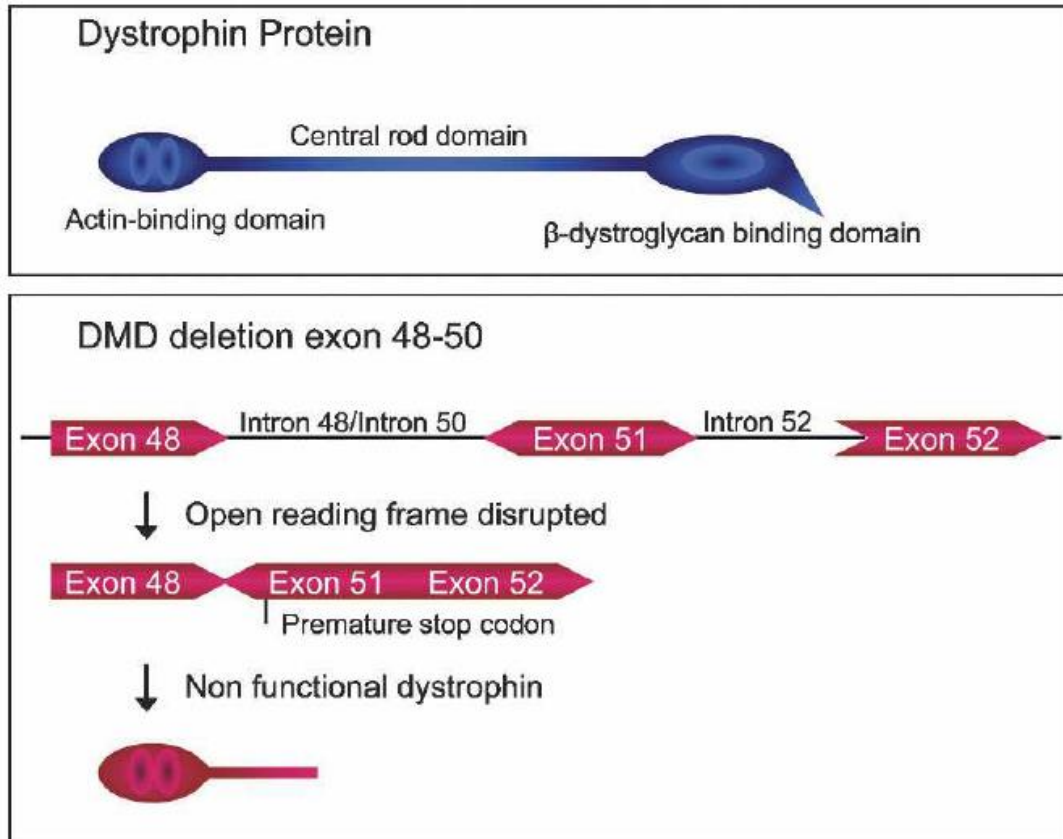 Dystrophin Protein
Central rod domain
Actin-binding domain
β-dystroglycan binding domain
DMD deletion exon 48-50
Exon 48 Intron 48/Intron 50 Exon 51 Intron 52 Exon 52
Open reading frame disrupted
Exon 48 Exon 51 Exon 52
Premature stop codon
Non functional dystrophin